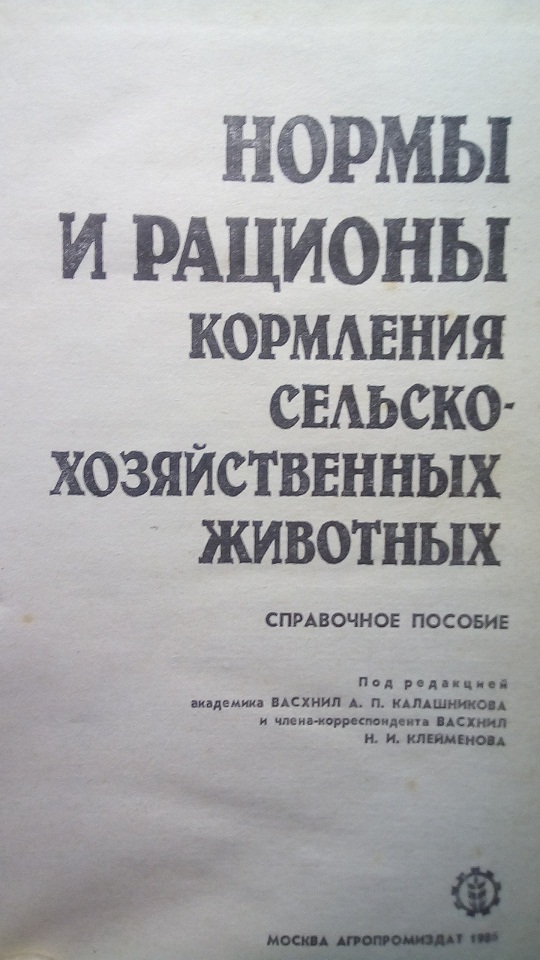 НОРМЫ
И РАЦИОНЫ
КОРМЛЕНИЯ
СЕЛЬСКО-
ХОЗЯЙСТВЕННЫХ
ЖИВОТНЫХ
СПРАВОЧНОЕ ПОСОБИЕ
Под редакцией
академика ВАСХНИЛ А. П. КАЛАШНИКОВА
и члена-корреспондента ВАСХНИЛ
Н. И. КЛЕЙМЕНОВА
МОСКВА АГРОПРОМИЗДАТ